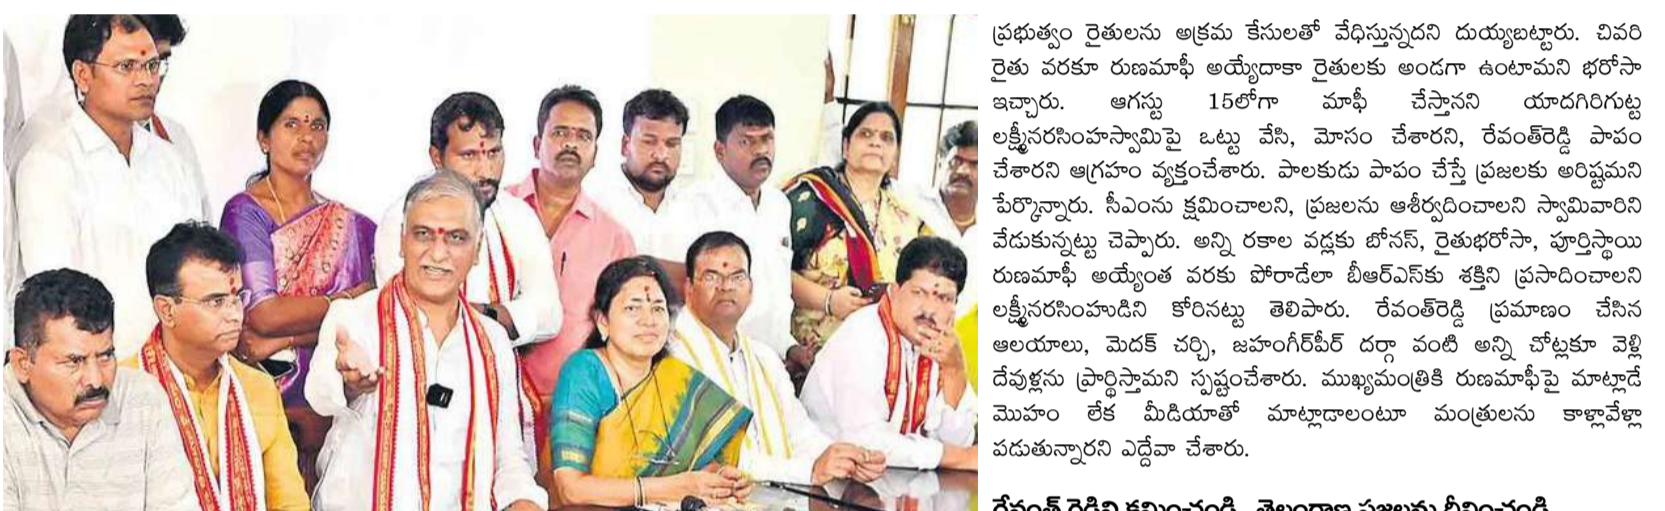 ప్రభుత్వం రైతులను అక్రమ కేసులతో వేధిస్తున్నదని దుయ్యబట్టారు. చివరి
రైతు వరకూ రుణమాఫీ అయ్యేదాకా రైతులకు అండగా ఉంటామని భరోసా
ఇచ్చారు. ఆగస్టు 15లోగా మాఫీ చేస్తానని యాదగిరిగుట్ట
లక్ష్మీనరసింహస్వామిపై ఒట్టు వేసి, మోసం చేశారని, రేవంత్‌రెడ్డి పాపం
చేశారని ఆగ్రహం వ్యక్తంచేశారు. పాలకుడు పాపం చేస్తే ప్రజలకు అరిష్టమని
పేర్కొన్నారు. సీఎంను క్షమించాలని, ప్రజలను ఆశీర్వదించాలని స్వామివారిని
వేడుకున్నట్టు చెప్పారు. అన్ని రకాల వడ్లకు బోనస్‌, రైతుభరోసా, పూర్తిస్థాయి
రుణమాఫీ అయ్యేంత వరకు పోరాడేలా బీఆర్‌ఎస్‌కు శక్తిని ప్రసాదించాలని
లక్ష్మీనరసింహుడిని కోరినట్టు తెలిపారు. రేవంత్‌రెడ్డి ప్రమాణం చేసిన
ఆలయాలు, మెదక్‌ చర్చి, జహంగీర్‌పీర్‌ దర్గా వంటి అన్ని చోట్లకూ వెళ్లి
దేవుళ్లను ప్రార్థిస్తామని స్పష్టంచేశారు. ముఖ్యమంత్రికి రుణమాఫీపై మాట్లాడే
మొహం లేక మీడియాతో మాట్లాడాలంటూ మంత్రులను కాళ్లావేళ్లా
పడుతున్నారని ఎద్దేవా చేశారు.
రేవంత్‌ రెడ్డిని క్షమించండి.. తెలంగాణ ప్రజలను దీవించండి